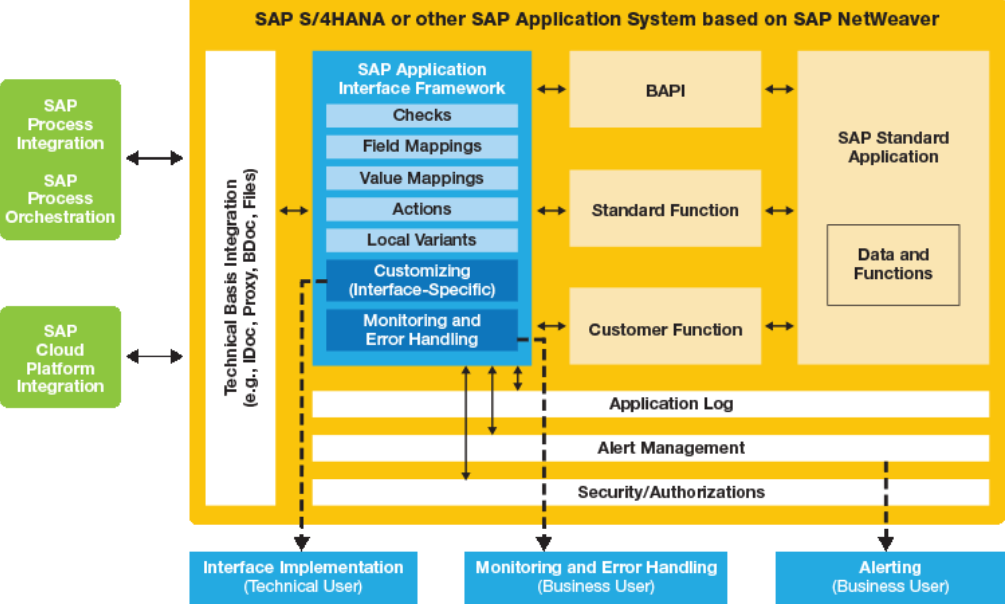 SAP S/4HANA or other SAP Application System based on SAP NetWeaver
SAP
Process
Integration
SAP
Process
Orchestration
SAP
Cloud
Platform
Integration
Technical Basis Integration
(e.g., IDoc, Proxy, BDoc, Files)
SAP Application
Interface Framework
Checks
Field Mappings
Value Mappings
Actions
Local Variants
Customizing
(Interface-Specific)
Monitoring and
Error Handling
BAPI
Standard Function
Customer Function
SAP Standard
Application
Data and
Functions
Application Log
Alert Management
Security/Authorizations
Interface Implementation
(Technical User)
Monitoring and Error Handling
(Business User)
Alerting
(Business User)